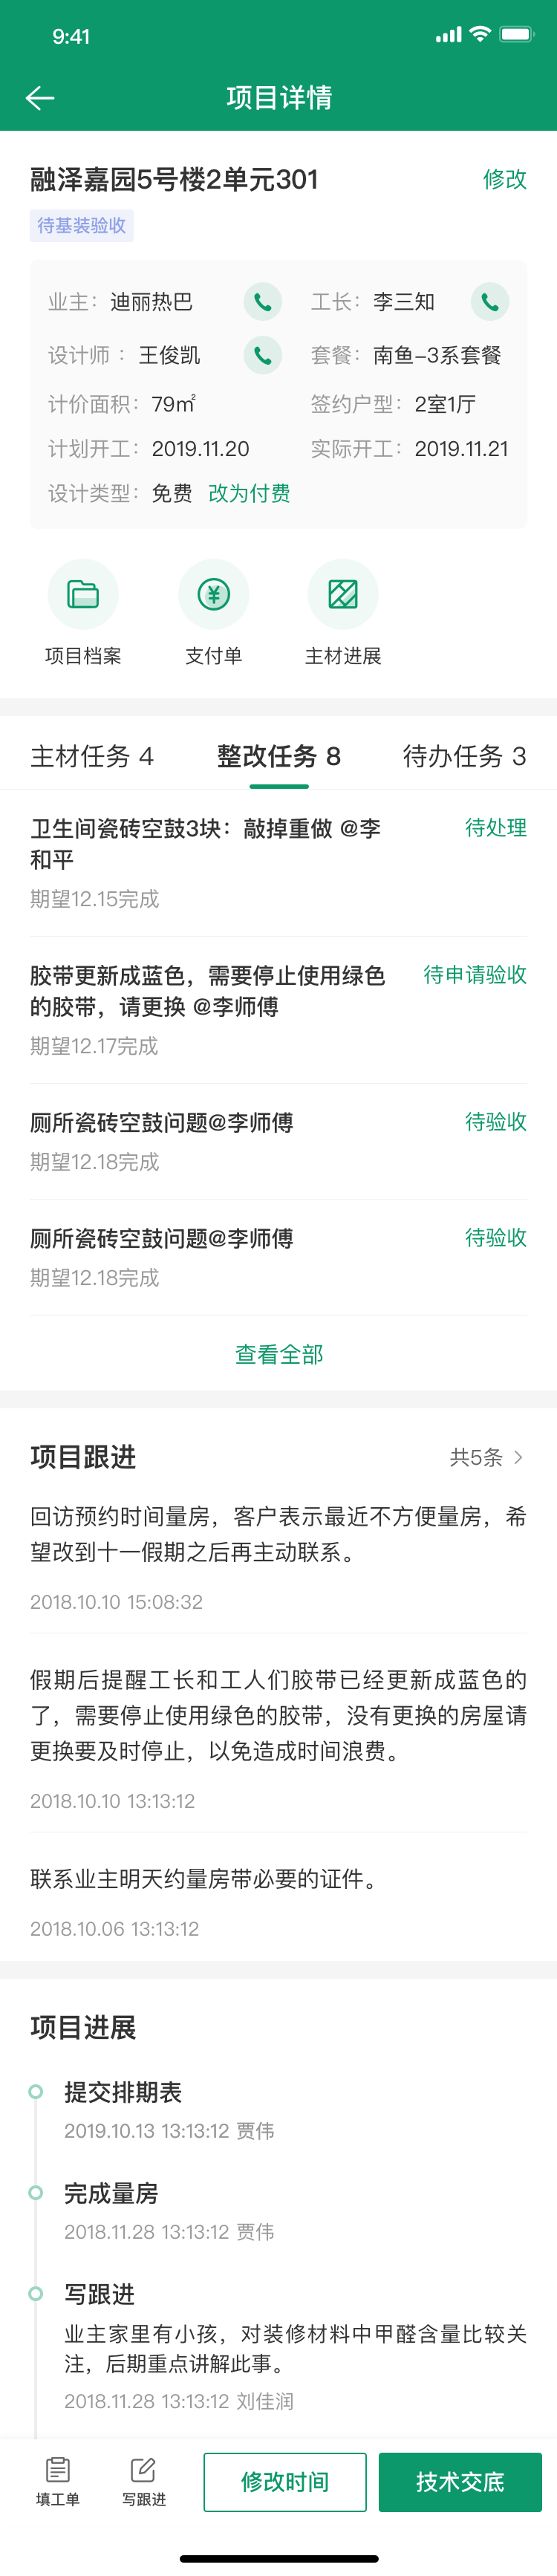 9:41
项目详情
融泽嘉园5号楼2单元301
修改
待基装验收
业主：迪丽热巴
工长：李三知
设计师：王俊凯
套餐：南鱼-3系套餐
计价面积：79㎡
签约户型：2室1厅
计划开工：2019.11.20
实际开工：2019.11.21
设计类型：免费 改为付费
项目档案
支付单
主材进展
主材任务 4
整改任务 8
待办任务 3
卫生间瓷砖空鼓3块：敲掉重做 @李
和平
待处理
期望12.15完成
胶带更新成蓝色，需要停止使用绿色
的胶带，请更换 @李师傅
待申请验收
期望12.17完成
厕所瓷砖空鼓问题@李师傅
待验收
期望12.18完成
厕所瓷砖空鼓问题@李师傅
待验收
期望12.18完成
查看全部
项目跟进
共5条
回访预约时间量房，客户表示最近不方便量房，希
望改到十一假期之后再主动联系。
2018.10.10 15:08:32
假期后提醒工长和工人们胶带已经更新成蓝色的
了，需要停止使用绿色的胶带，没有更换的房屋请
更换要及时停止，以免造成时间浪费。
2018.10.10 13:13:12
联系业主明天约量房带必要的证件。
2018.10.06 13:13:12
项目进展
提交排期表
2019.10.13 13:13:12 贾伟
完成量房
2018.11.28 13:13:12 贾伟
写跟进
业主家里有小孩，对装修材料中甲醛含量比较关
注，后期重点讲解此事。
2018.11.28 13:13:12 刘佳润
填工单
写跟进
修改时间
技术交底